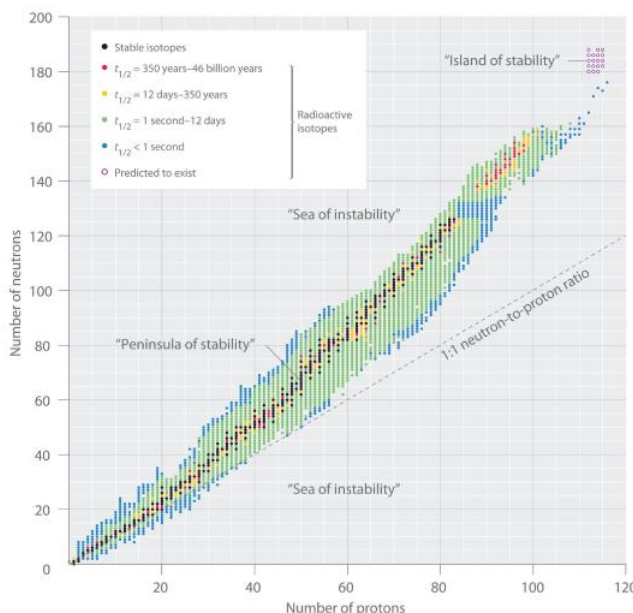 200
180
160
140
120
100
80
60
40
20
0
Number of neutrons
Stable isotopes
t1/2 = 350 years–46 billion years
t1/2 = 12 days–350 years
t1/2 = 1 second–12 days
t1/2 < 1 second
Predicted to exist
Radioactive
isotopes
"Island of stability"
"Sea of instability"
"Peninsula of stability"
1:1 neutron-to-proton ratio
"Sea of instability"
20
40
60
80
100
120
Number of protons